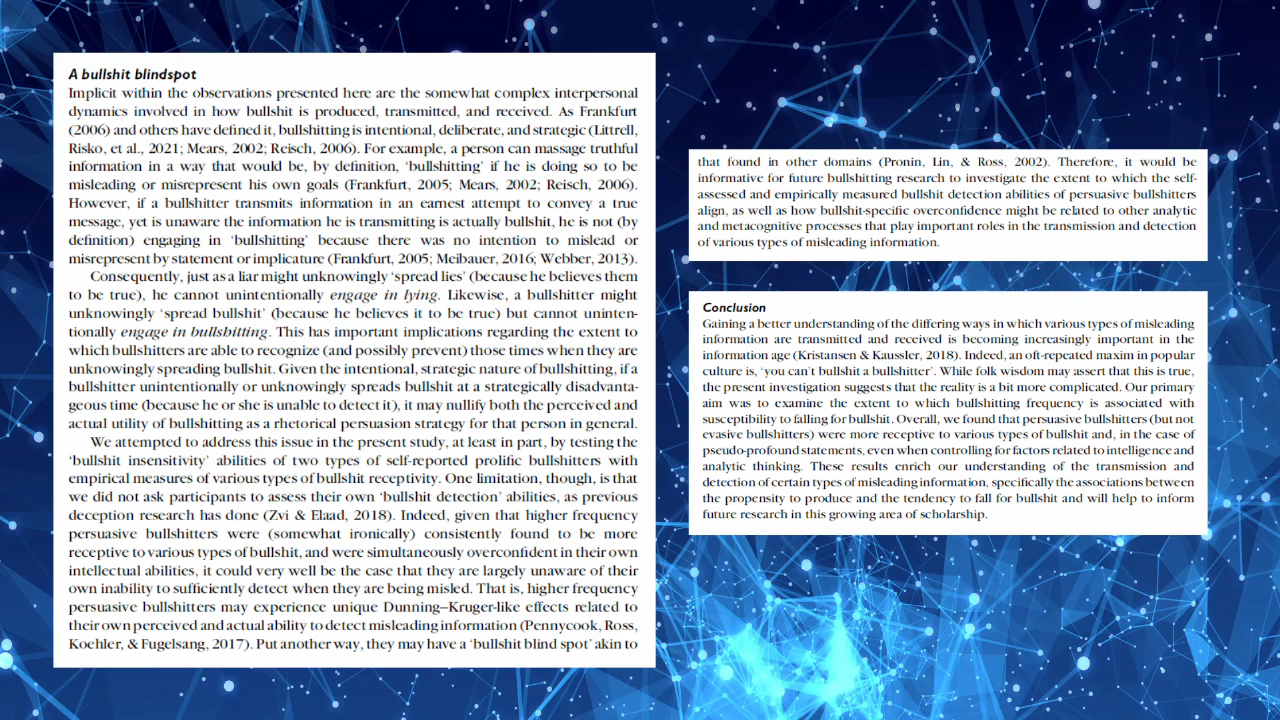 A bullshit blindspot
Implicit within the observations presented here are the somewhat complex interpersonal
dynamics involved in how bullshit is produced, transmitted, and received. As Frankfurt
(2006) and others have defined it, bullshitting is intentional, deliberate, and strategic (Littrell,
Risko, et al., 2021; Mears, 2002; Reisch, 2006). For example, a person can massage truthful
information in a way that would be, by definition, ‘bullshitting’ if he is doing so to be
misleading or misrepresent his own goals (Frankfurt, 2005; Mears, 2002; Reisch, 2006).
However, if a bullshitter transmits information in an earnest attempt to convey a true
message, yet is unaware the information he is transmitting is actually bullshit, he is not (by
definition) engaging in ‘bullshitting’ because there was no intention to mislead or
misrepresent by statement or implicature (Frankfurt, 2005; Meibauer, 2016; Webber, 2013).
Consequently, just as a liar might unknowingly ‘spread lies’ (because he believes them
to be true), he cannot unintentionally engage in lying. Likewise, a bullshitter might
unknowingly ‘spread bullshit’ (because he believes it to be true) but cannot uninten-
tionally engage in bullshitting. This has important implications regarding the extent to
which bullshitters are able to recognize (and possibly prevent) those times when they are
unknowingly spreading bullshit. Given the intentional, strategic nature of bullshitting, if a
bullshitter unintentionally or unknowingly spreads bullshit at a strategically disadvanta-
geous time (because he or she is unable to detect it), it may nullify both the perceived and
actual utility of bullshitting as a rhetorical persuasion strategy for that person in general.
We attempted to address this issue in the present study, at least in part, by testing the
‘bullshit insensitivity’ abilities of two types of self-reported prolific bullshitters with
empirical measures of various types of bullshit receptivity. One limitation, though, is that
we did not ask participants to assess their own ‘bullshit detection’ abilities, as previous
deception research has done (Zvi & Elaad, 2018). Indeed, given that higher frequency
persuasive bullshitters were (somewhat ironically) consistently found to be more
receptive to various types of bullshit, and were simultaneously overconfident in their own
intellectual abilities, it could very well be the case that they are largely unaware of their
own inability to sufficiently detect when they are being misled. That is, higher frequency
persuasive bullshitters may experience unique Dunning–Kruger-like effects related to
their own perceived and actual ability to detect misleading information (Pennycook, Ross,
Koehler, & Fugelsang, 2017). Put another way, they may have a ‘bullshit blind spot’ akin to
that found in other domains (Pronin, Lin, & Ross, 2002). Therefore, it would be
informative for future bullshitting research to investigate the extent to which the self-
assessed and empirically measured bullshit detection abilities of persuasive bullshitters
align, as well as how bullshit-specific overconfidence might be related to other analytic
and metacognitive processes that play important roles in the transmission and detection
of various types of misleading information.
Conclusion
Gaining a better understanding of the differing ways in which various types of misleading
information are transmitted and received is becoming increasingly important in the
information age (Kristansen & Kaussler, 2018). Indeed, an oft-repeated maxim in popular
culture is, ‘you can’t bullshit a bullshitter’. While folk wisdom may assert that this is true,
the present investigation suggests that the reality is a bit more complicated. Our primary
aim was to examine the extent to which bullshitting frequency is associated with
susceptibility to falling for bullshit. Overall, we found that persuasive bullshitters (but not
evasive bullshitters) were more receptive to various types of bullshit and, in the case of
pseudo-profound statements, even when controlling for factors related to intelligence and
analytic thinking. These results enrich our understanding of the transmission and
detection of certain types of misleading information, specifically the associations between
the propensity to produce and the tendency to fall for bullshit and will help to inform
future research in this growing area of scholarship.